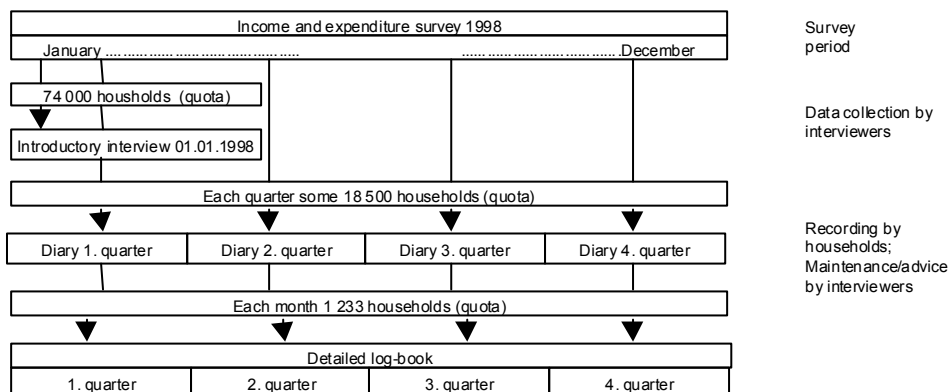 Income and expenditure survey 1998
January ................................................ ........................................December
Survey
period
74 000 housholds (quota)
Introductory interview 01.01.1998
Data collection by
interviewers
Each quarter some 18 500 households (quota)
Diary 1. quarter Diary 2. quarter Diary 3. quarter Diary 4. quarter
Recording by
households;
Maintenance/advice
by interviewers
Each month 1 233 households (quota)
Detailed log-book
1. quarter 2. quarter 3. quarter 4. quarter